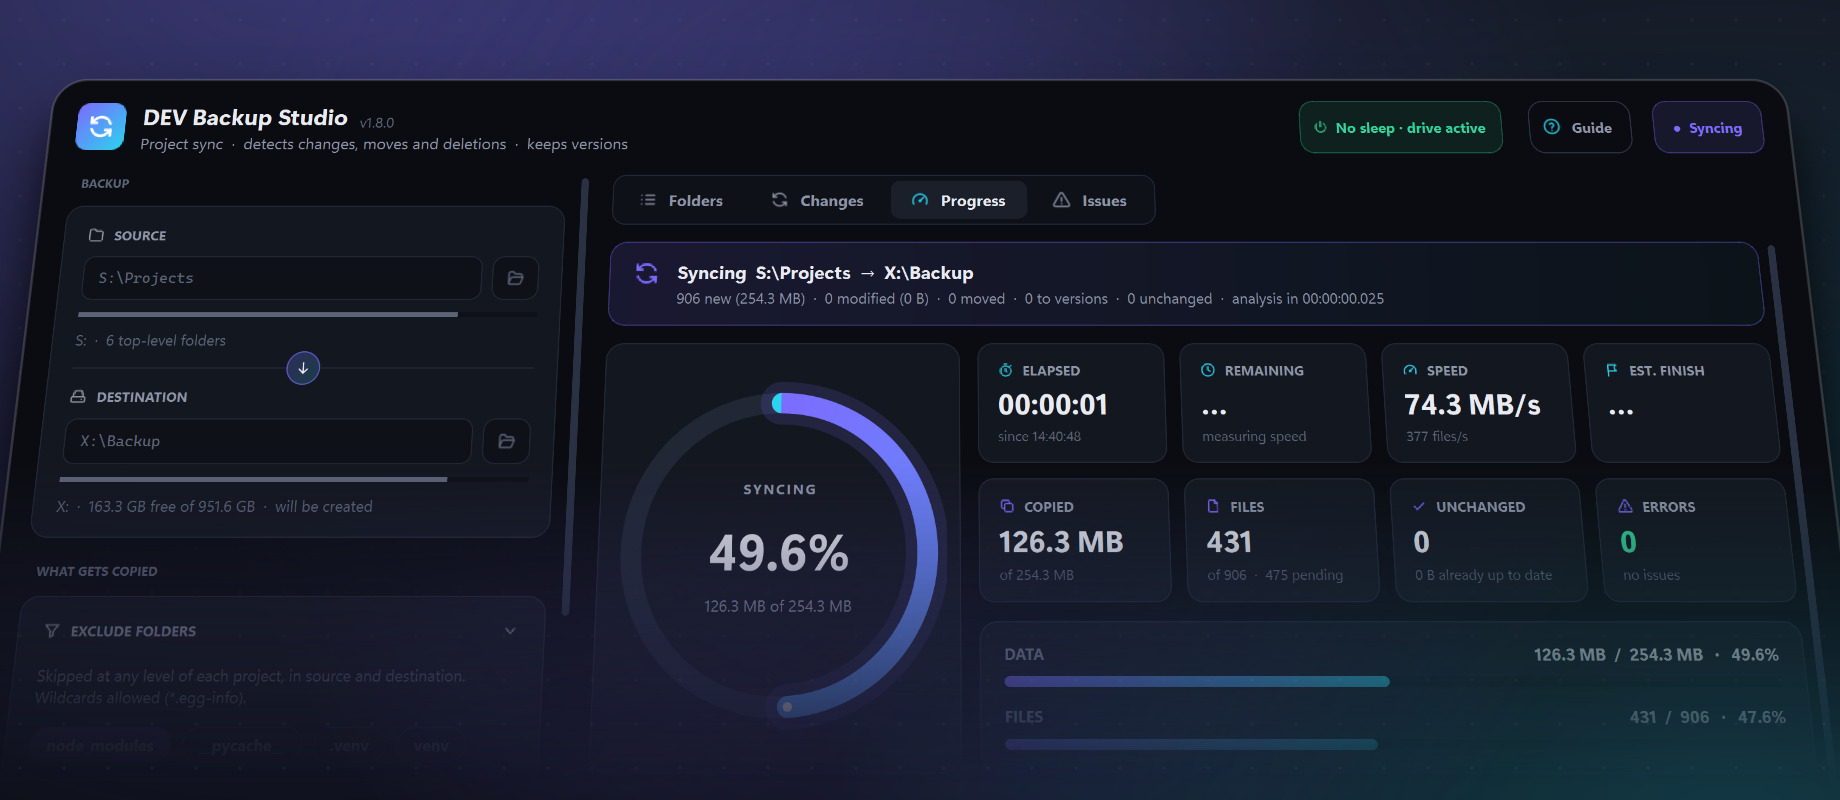 DEV Backup Studio v1.8.0
Project sync · detects changes, moves and deletions · keeps versions
No sleep · drive active
Guide
Syncing
BACKUP
SOURCE
S:\Projects
S: · 6 top-level folders
DESTINATION
X:\Backup
X: · 163.3 GB free of 951.6 GB · will be created
WHAT GETS COPIED
EXCLUDE FOLDERS
Skipped at any level of each project, in source and destination.
Wildcards allowed (*.egg-info).
node_modules __pycache__ .venv venv
Folders Changes Progress Issues
Syncing S:\Projects → X:\Backup
906 new (254.3 MB) · 0 modified (0 B) · 0 moved · 0 to versions · 0 unchanged · analysis in 00:00:00.025
SYNCING
49.6%
126.3 MB of 254.3 MB
ELAPSED
00:00:01
since 14:40:48
REMAINING
...
measuring speed
SPEED
74.3 MB/s
377 files/s
EST. FINISH
...
COPIED
126.3 MB
of 254.3 MB
FILES
431
of 906 · 475 pending
UNCHANGED
0
0 B already up to date
ERRORS
0
no issues
DATA 126.3 MB / 254.3 MB · 49.6%
FILES 431 / 906 · 47.6%